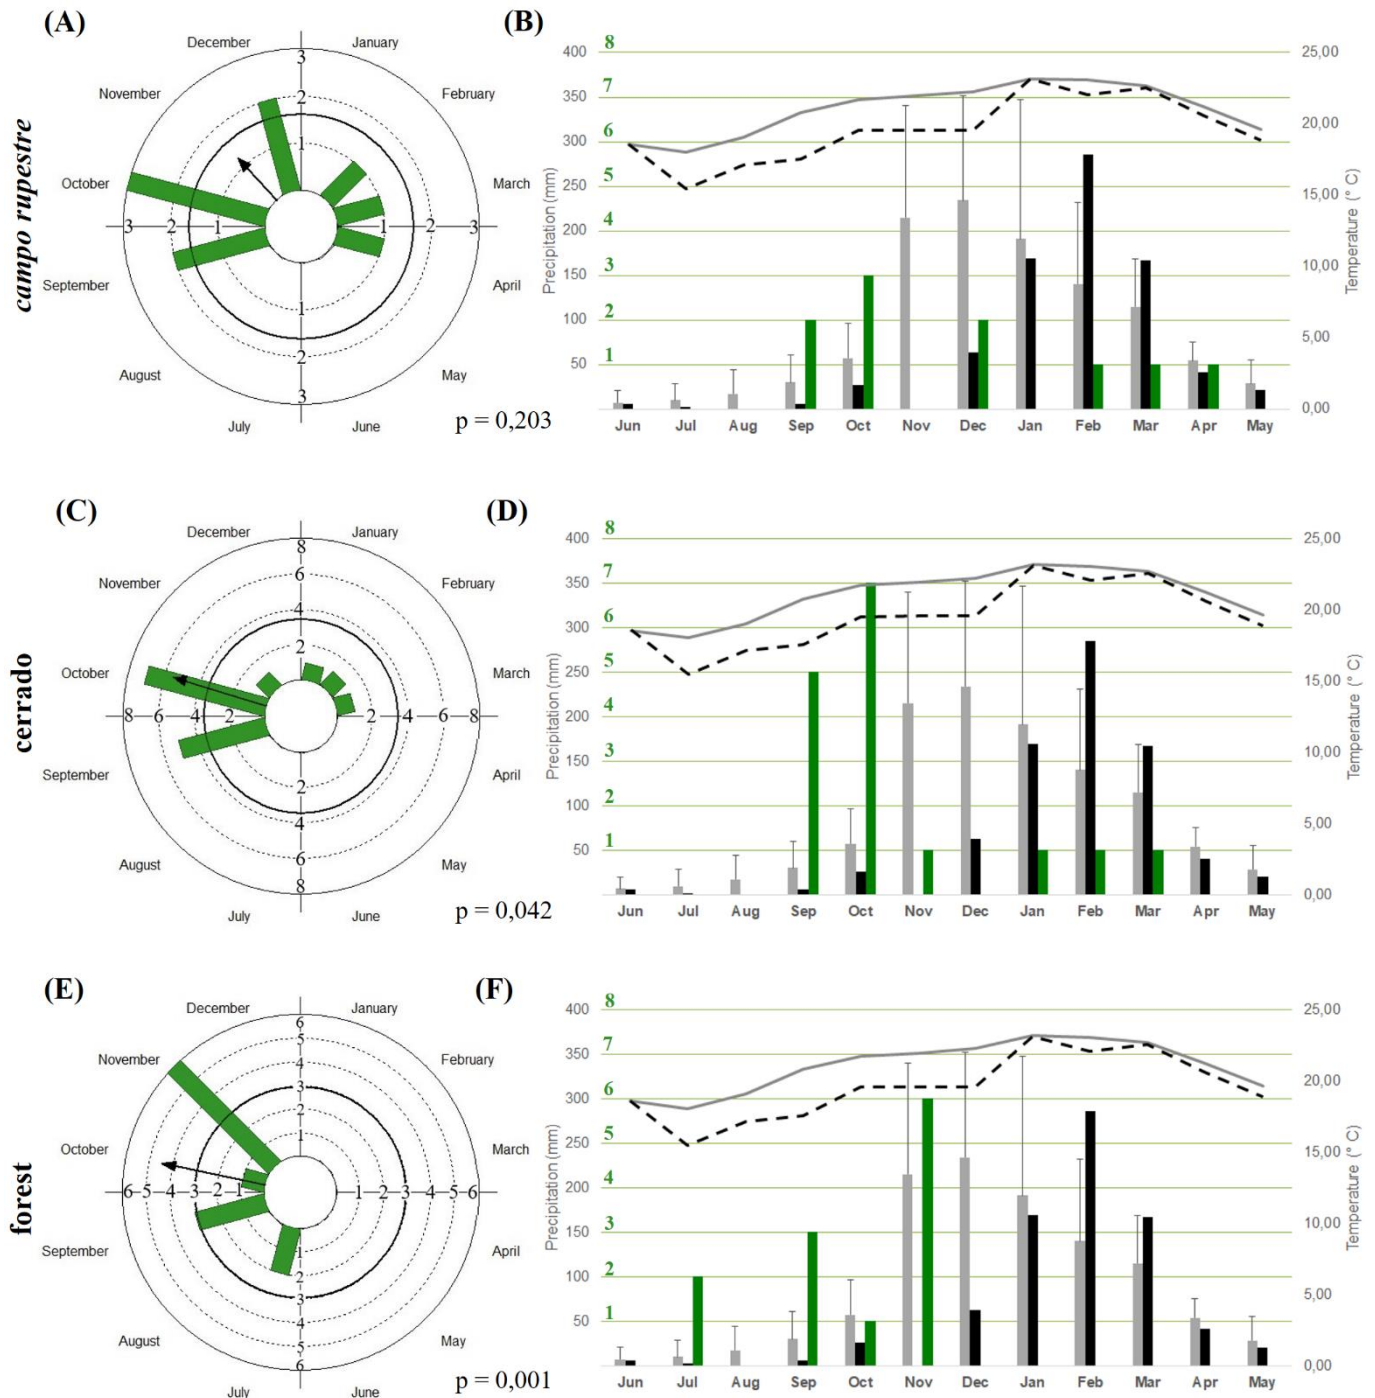 (A)
(B)
campo rupestre
December
January
November
February
October
March
September
April
August
May
July
June
3
2
1
3
2
1
1
2
3
1
2
3
p = 0,203
400
350
300
250
200
150
100
50
8
7
6
5
4
3
2
1
Precipitation (mm)
25,00
20,00
15,00
10,00
5,00
0,00
Temperature (° C)
Jun Jul Aug Sep Oct Nov Dec Jan Feb Mar Apr May
(C)
(D)
cerrado
December
January
November
February
October
March
September
April
August
May
July
June
8
6
4
2
8 6 4 2
2 4 6 8
2
4
6
8
p = 0,042
400
350
300
250
200
150
100
50
8
7
6
5
4
3
2
1
Precipitation (mm)
25,00
20,00
15,00
10,00
5,00
0,00
Temperature (° C)
Jun Jul Aug Sep Oct Nov Dec Jan Feb Mar Apr May
(E)
(F)
forest
December
January
November
February
October
March
September
April
August
May
July
June
6
5
4
3
2
1
6 5 4 3 2 1
1 2 3 4 5 6
1
2
3
4
5
6
p = 0,001
400
350
300
250
200
150
100
50
8
7
6
5
4
3
2
1
Precipitation (mm)
25,00
20,00
15,00
10,00
5,00
0,00
Temperature (° C)
Jun Jul Aug Sep Oct Nov Dec Jan Feb Mar Apr May